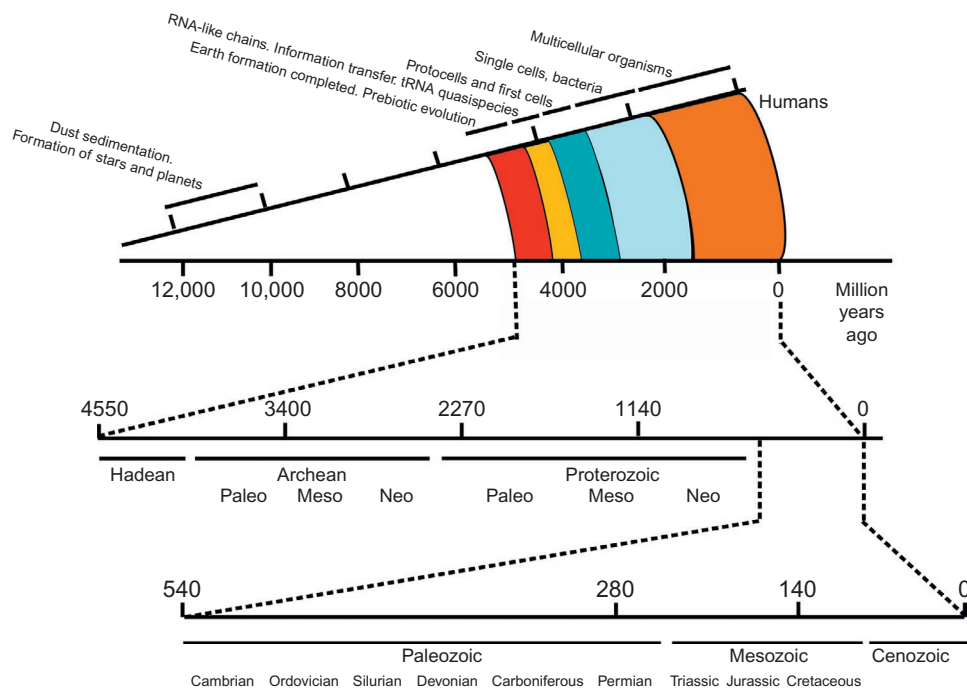 RNA-like chains. Information transfer. tRNA quasispecies
Earth formation completed. Prebiotic evolution
Protocells and first cells
Single cells, bacteria
Multicellular organisms
Humans
Dust sedimentation.
Formation of stars and planets
12,000 10,000 8000 6000 4000 2000 0 Million
years
ago
4550 3400 2270 1140 0
Hadean Archean Proterozoic
Paleo Meso Neo Paleo Meso Neo
540 280 140 0
Paleozoic Mesozoic Cenozoic
Cambrian Ordovician Silurian Devonian Carboniferous Permian Triassic Jurassic Cretaceous